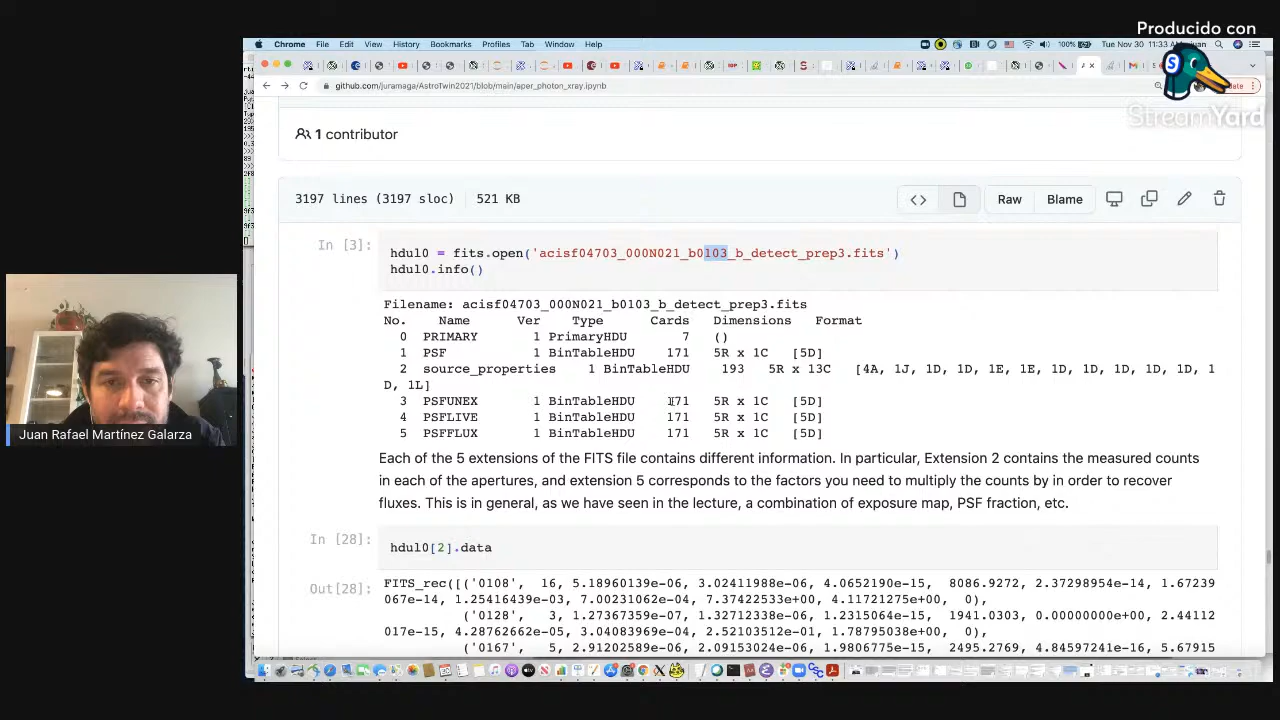 Producido con
StreamYard
Chrome File Edit View History Bookmarks Profiles Tab Window Help
100% Tue Nov 30 11:33 AM
github.com/juramaga/AstroTwin2021/blob/main/aper_photon_xray.ipynb
1 contributor
3197 lines (3197 sloc) 521 KB
Raw Blame
In [3]: hdul0 = fits.open('acisf04703_000N021_b0103_b_detect_prep3.fits')
hdul0.info()
Filename: acisf04703_000N021_b0103_b_detect_prep3.fits
No. Name Ver Type Cards Dimensions Format
0 PRIMARY 1 PrimaryHDU 7 ()
1 PSF 1 BinTableHDU 171 5R x 1C [5D]
2 source_properties 1 BinTableHDU 193 5R x 13C [4A, 1J, 1D, 1D, 1E, 1E, 1D, 1D, 1D, 1D, 1D, 1
D, 1L]
3 PSFUNEX 1 BinTableHDU 171 5R x 1C [5D]
4 PSFLIVE 1 BinTableHDU 171 5R x 1C [5D]
5 PSFFLUX 1 BinTableHDU 171 5R x 1C [5D]
Each of the 5 extensions of the FITS file contains different information. In particular, Extension 2 contains the measured counts
in each of the apertures, and extension 5 corresponds to the factors you need to multiply the counts by in order to recover
fluxes. This is in general, as we have seen in the lecture, a combination of exposure map, PSF fraction, etc.
In [28]: hdul0[2].data
Out[28]: FITS_rec([('0108', 16, 5.18960139e-06, 3.02411988e-06, 4.0652190e-15, 8086.9272, 2.37298954e-14, 1.67239
067e-14, 1.25416439e-03, 7.00231062e-04, 7.37422533e+00, 4.11721275e+00, 0),
('0128', 3, 1.27367359e-07, 1.32712038e-06, 1.2315064e-15, 1941.0303, 0.00000000e+00, 2.44112
017e-15, 4.28762662e-05, 3.04083969e-04, 2.52103512e-01, 1.78795038e+00, 0),
('0167', 5, 2.91202589e-06, 2.09153024e-06, 1.9806775e-15, 2495.2769, 4.84597241e-16, 5.67915
Juan Rafael Martínez Galarza